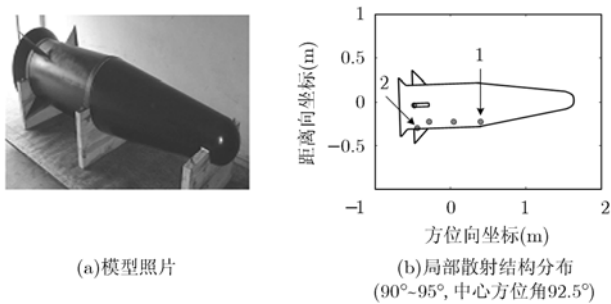 1
0.5
0
−0.5
−1
距离向坐标(m)
1
2
−1
0
1
2
方位向坐标(m)
(a)模型照片
(b)局部散射结构分布
(90°~95°, 中心方位角92.5°)